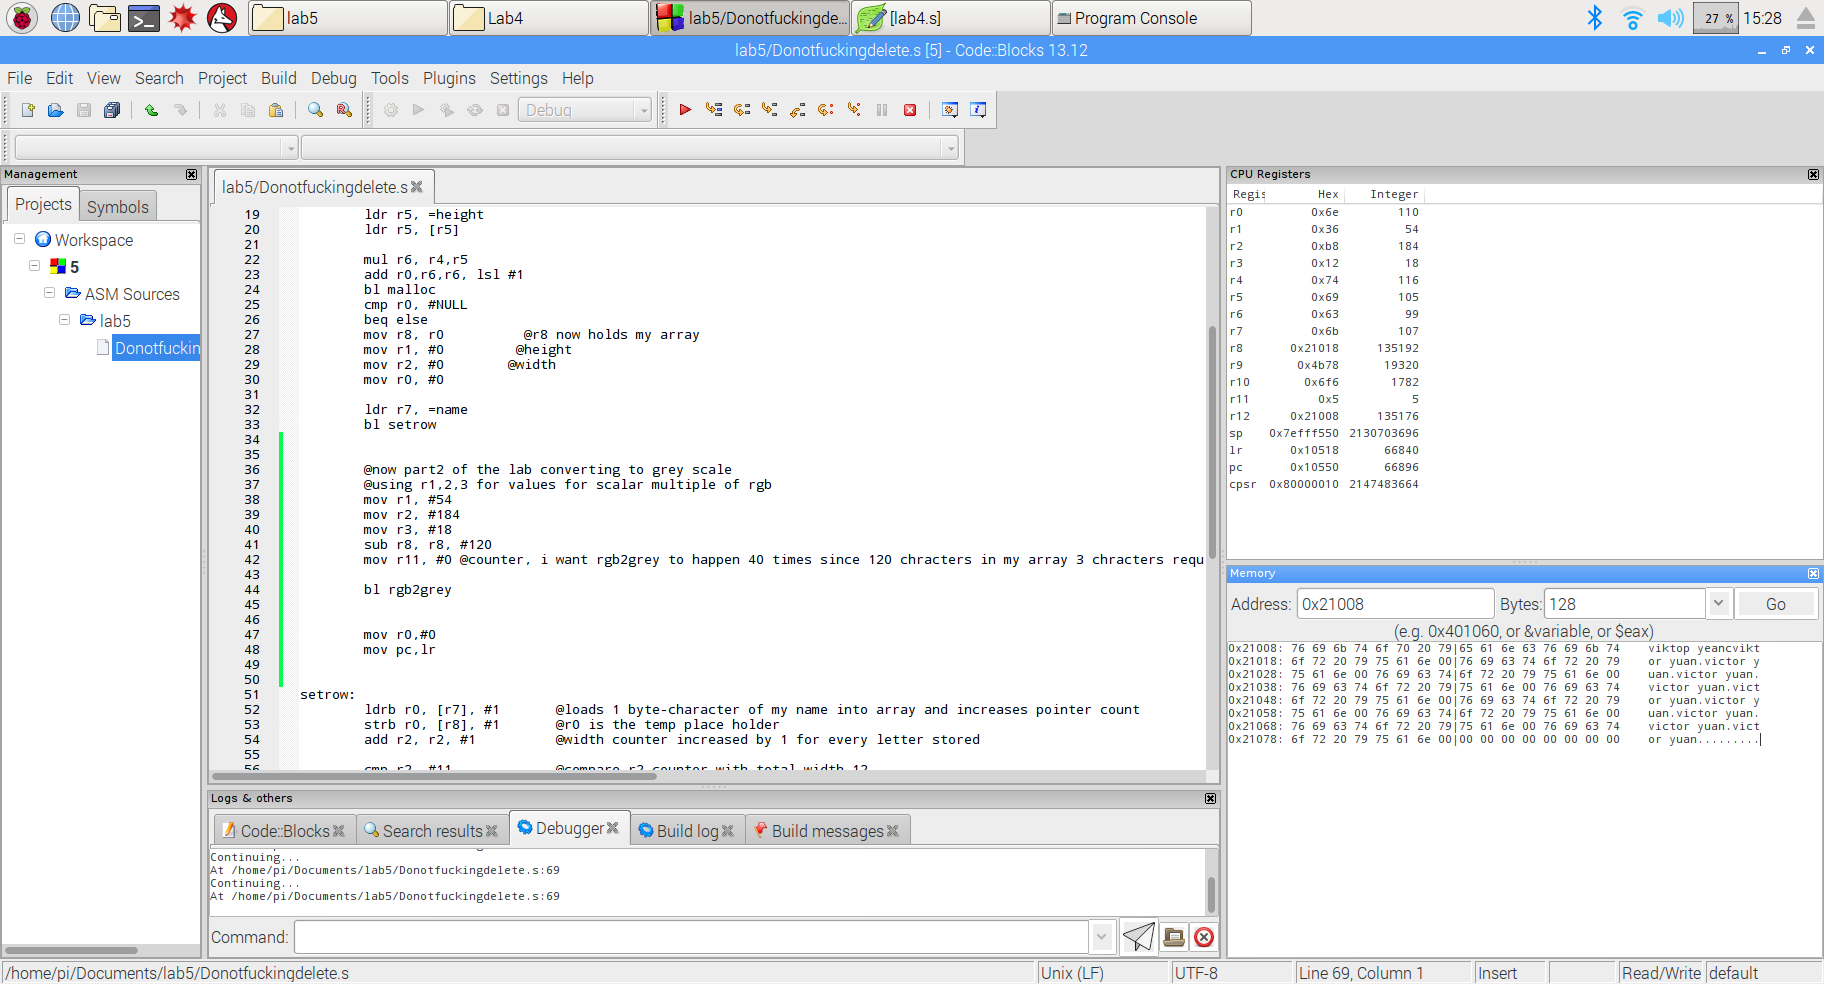 lab5
Lab4
lab5/Donotfuckingde...
[lab4.s]
Program Console
27 %
15:28
lab5/Donotfuckingdelete.s [5] - Code::Blocks 13.12
File Edit View Search Project Build Debug Tools Plugins Settings Help
Debug
Management
Projects
Symbols
Workspace
5
ASM Sources
lab5
Donotfuckin
lab5/Donotfuckingdelete.s
19 ldr r5, =height
20 ldr r5, [r5]
21
22 mul r6, r4,r5
23 add r0,r6,r6, lsl #1
24 bl malloc
25 cmp r0, #NULL
26 beq else
27 mov r8, r0 @r8 now holds my array
28 mov r1, #0 @height
29 mov r2, #0 @width
30 mov r0, #0
31
32 ldr r7, =name
33 bl setrow
34
35
36 @now part2 of the lab converting to grey scale
37 @using r1,2,3 for values for scalar multiple of rgb
38 mov r1, #54
39 mov r2, #184
40 mov r3, #18
41 sub r8, r8, #120
42 mov r11, #0 @counter, i want rgb2grey to happen 40 times since 120 chracters in my array 3 chracters requ
43
44 bl rgb2grey
45
46
47 mov r0,#0
48 mov pc,lr
49
50
51 setrow:
52 ldrb r0, [r7], #1 @loads 1 byte-character of my name into array and increases pointer count
53 strb r0, [r8], #1 @r0 is the temp place holder
54 add r2, r2, #1 @width counter increased by 1 for every letter stored
55
56 cmp r2, #11 @compare r2 counter with total width 12
Logs & others
Code::Blocks
Search results
Debugger
Build log
Build messages
Continuing...
At /home/pi/Documents/lab5/Donotfuckingdelete.s:69
Continuing...
At /home/pi/Documents/lab5/Donotfuckingdelete.s:69
Command:
CPU Registers
Regis Hex Integer
r0 0x6e 110
r1 0x36 54
r2 0xb8 184
r3 0x12 18
r4 0x74 116
r5 0x69 105
r6 0x63 99
r7 0x6b 107
r8 0x21018 135192
r9 0x4b78 19320
r10 0x6f6 1782
r11 0x5 5
r12 0x21008 135176
sp 0x7efff550 2130703696
lr 0x10518 66840
pc 0x10550 66896
cpsr 0x80000010 2147483664
Memory
Address: 0x21008 Bytes: 128 Go
(e.g. 0x401060, or &variable, or $eax)
0x21008: 76 69 6b 74 6f 70 20 79|65 61 6e 63 76 69 6b 74 viktop yeancvikt
0x21018: 6f 72 20 79 75 61 6e 00|76 69 63 74 6f 72 20 79 or yuan.victor y
0x21028: 75 61 6e 00 76 69 63 74|6f 72 20 79 75 61 6e 00 uan.victor yuan.
0x21038: 76 69 63 74 6f 72 20 79|75 61 6e 00 76 69 63 74 victor yuan.vict
0x21048: 6f 72 20 79 75 61 6e 00|76 69 63 74 6f 72 20 79 or yuan.victor y
0x21058: 75 61 6e 00 76 69 63 74|6f 72 20 79 75 61 6e 00 uan.victor yuan.
0x21068: 76 69 63 74 6f 72 20 79|75 61 6e 00 76 69 63 74 victor yuan.vict
0x21078: 6f 72 20 79 75 61 6e 00|00 00 00 00 00 00 00 00 or yuan.........
/home/pi/Documents/lab5/Donotfuckingdelete.s
Unix (LF)
UTF-8
Line 69, Column 1
Insert
Read/Write
default